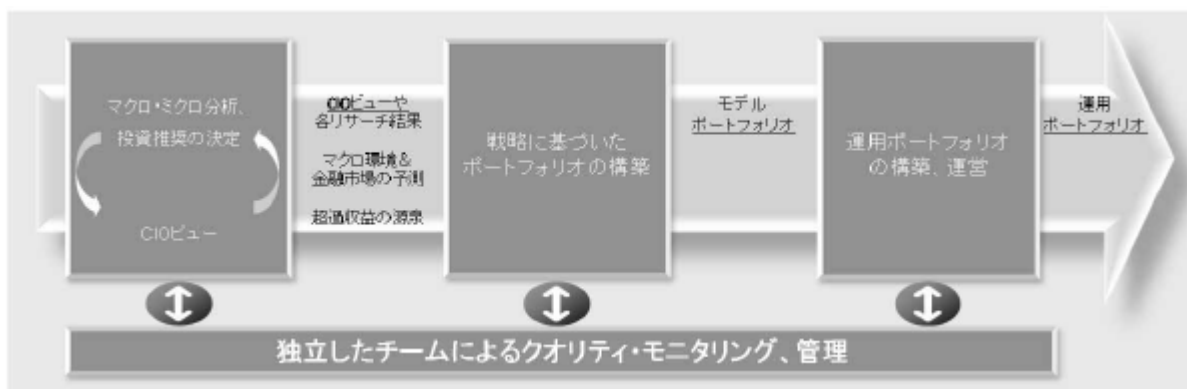 マクロ・ミクロ分析、
投資推奨の決定
CIOビュー
CIOビューや
各リサーチ結果
マクロ環境&
金融市場の予測
超過収益の源泉
戦略に基づいた
ポートフォリオの構築
モデル
ポートフォリオ
運用ポートフォリオ
の構築、運営
運用
ポートフォリオ
独立したチームによるクオリティ・モニタリング、管理